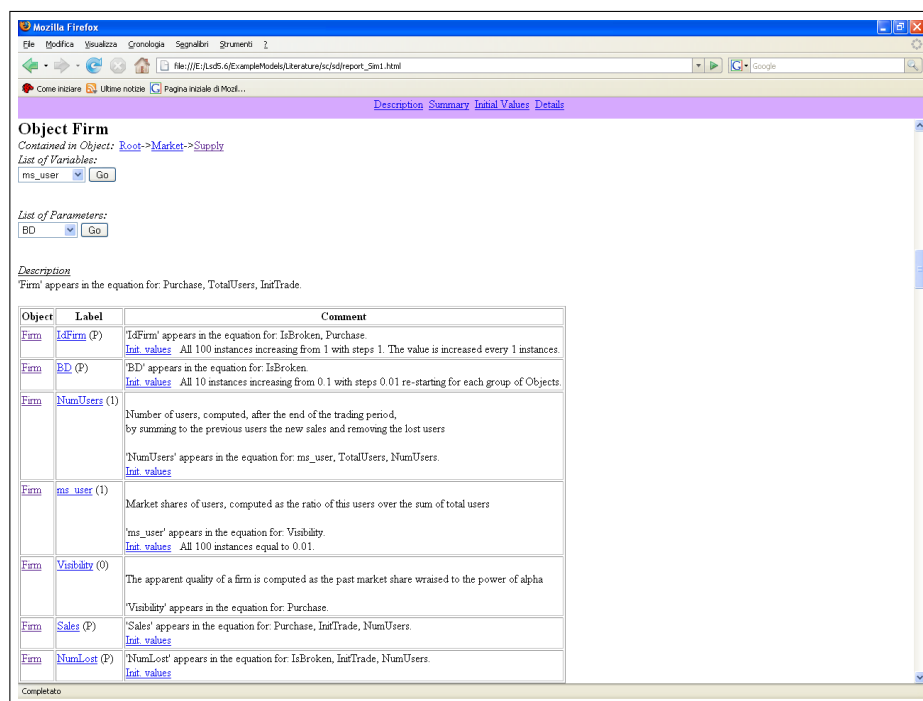 Mozilla Firefox
File Modifica Visualizza Cronologia Segnalibri Strumenti ?
file:///E:/Lsd5.6/ExampleModels/Literature/sc/sd/report_Sim1.html
G Google
Come iniziare Ultime notizie G Pagina iniziale di Mozil...
Description Summary Initial Values Details
Object Firm
Contained in Object: Root->Market->Supply
List of Variables:
ms_user Go
List of Parameters:
BD Go
Description
'Firm' appears in the equation for: Purchase, TotalUsers, InitTrade.
Object Label Comment
Firm IdFirm (P) 'IdFirm' appears in the equation for: IsBroken, Purchase.
Init. values All 100 instances increasing from 1 with steps 1. The value is increased every 1 instances.
Firm BD (P) 'BD' appears in the equation for: IsBroken.
Init. values All 10 instances increasing from 0.1 with steps 0.01 re-starting for each group of Objects.
Firm NumUsers (1)
Number of users, computed, after the end of the trading period,
by summing to the previous users the new sales and removing the lost users
'NumUsers' appears in the equation for: ms_user, TotalUsers, NumUsers.
Init. values
Firm ms_user (1)
Market shares of users, computed as the ratio of this users over the sum of total users
'ms_user' appears in the equation for: Visibility.
Init. values All 100 instances equal to 0.01.
Firm Visibility (0)
The apparent quality of a firm is computed as the past market share wraised to the power of alpha
'Visibility' appears in the equation for: Purchase.
Firm Sales (P) 'Sales' appears in the equation for: Purchase, InitTrade, NumUsers.
Init. values
Firm NumLost (P) 'NumLost' appears in the equation for: IsBroken, InitTrade, NumUsers.
Init. values
Completato